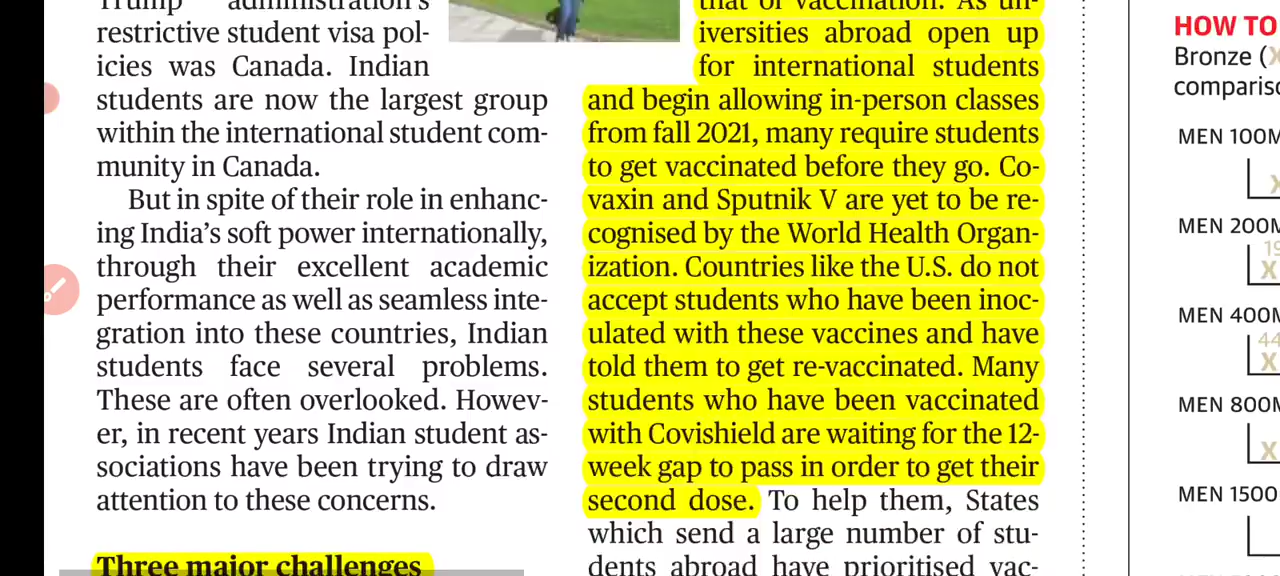 Trump administration's
restrictive student visa pol-
icies was Canada. Indian
students are now the largest group
within the international student com-
munity in Canada.
But in spite of their role in enhanc-
ing India's soft power internationally,
through their excellent academic
performance as well as seamless inte-
gration into these countries, Indian
students face several problems.
These are often overlooked. Howev-
er, in recent years Indian student as-
sociations have been trying to draw
attention to these concerns.
Three major challenges
that of vaccination. As un-
iversities abroad open up
for international students
and begin allowing in-person classes
from fall 2021, many require students
to get vaccinated before they go. Co-
vaxin and Sputnik V are yet to be re-
cognised by the World Health Organ-
ization. Countries like the U.S. do not
accept students who have been inoc-
ulated with these vaccines and have
told them to get re-vaccinated. Many
students who have been vaccinated
with Covishield are waiting for the 12-
week gap to pass in order to get their
second dose. To help them, States
which send a large number of stu-
dents abroad have prioritised vac-
HOW TO
Bronze (X
comparis
MEN 100M
X
MEN 200M
19
X
MEN 400M
44
X
MEN 800M
X
MEN 1500